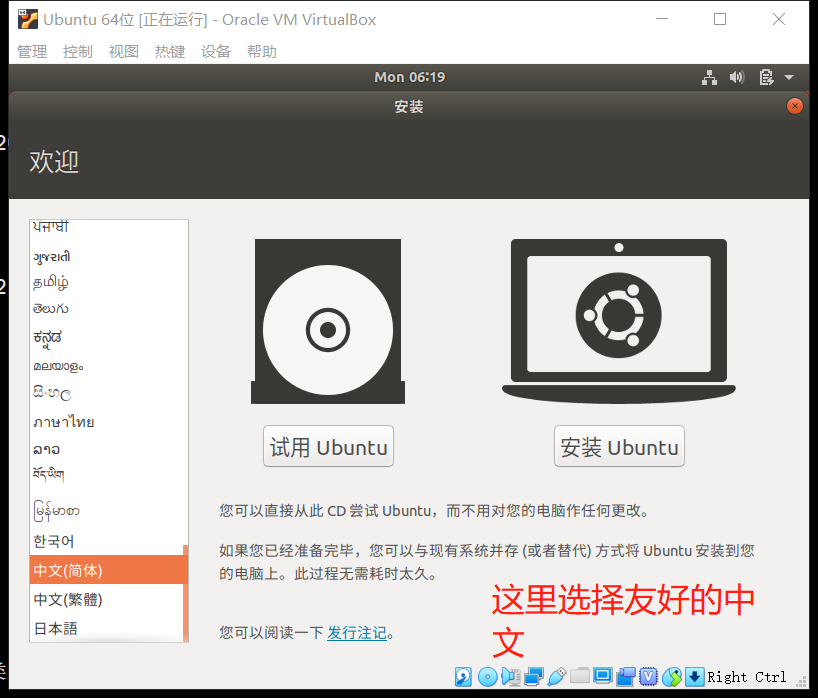 Ubuntu 64位 [正在运行] - Oracle VM VirtualBox
管理 控制 视图 热键 设备 帮助
Mon 06:19
安装
欢迎
ਪੰਜਾਬੀ
ગુજરાતી
தமிழ்
తెలుగు
ಕನ್ನಡ
മലയാളം
සිංහල
ภาษาไทย
ລາວ
བོད་ཡིག
မြန်မာစာ
한국어
中文(简体)
中文(繁體)
日本語
试用 Ubuntu
安装 Ubuntu
您可以直接从此 CD 尝试 Ubuntu，而不用对您的电脑作任何更改。
如果您已经准备完毕，您可以与现有系统并存 (或者替代) 方式将 Ubuntu 安装到您
的电脑上。此过程无需耗时太久。
您可以阅读一下 发行注记。
这里选择友好的中
文
Right Ctrl